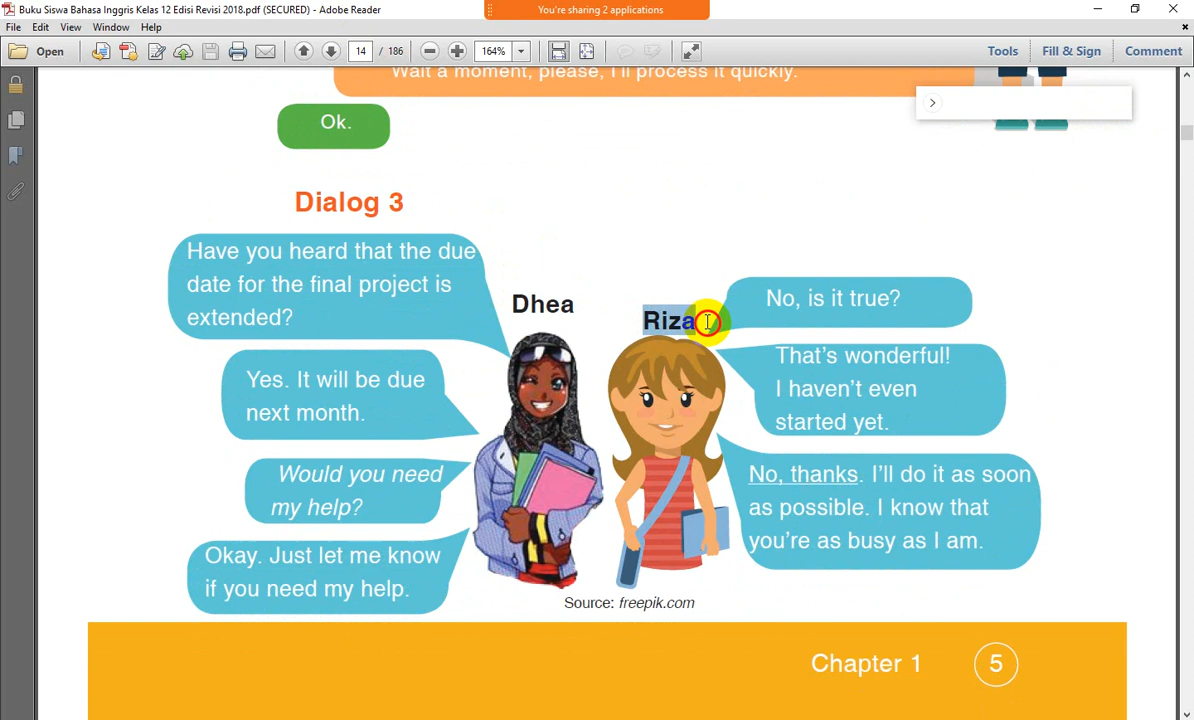 Buku Siswa Bahasa Inggris Kelas 12 Edisi Revisi 2018.pdf (SECURED) - Adobe Reader
You're sharing 2 applications
File Edit View Window Help
Open 14 / 186 164% Tools Fill & Sign Comment
Wait a moment, please, I'll process it quickly.
Ok.
Dialog 3
Have you heard that the due
date for the final project is
extended?
Dhea
Riza
No, is it true?
Yes. It will be due
next month.
That's wonderful!
I haven't even
started yet.
Would you need
my help?
No, thanks. I'll do it as soon
as possible. I know that
you're as busy as I am.
Okay. Just let me know
if you need my help.
Source: freepik.com
Chapter 1 5